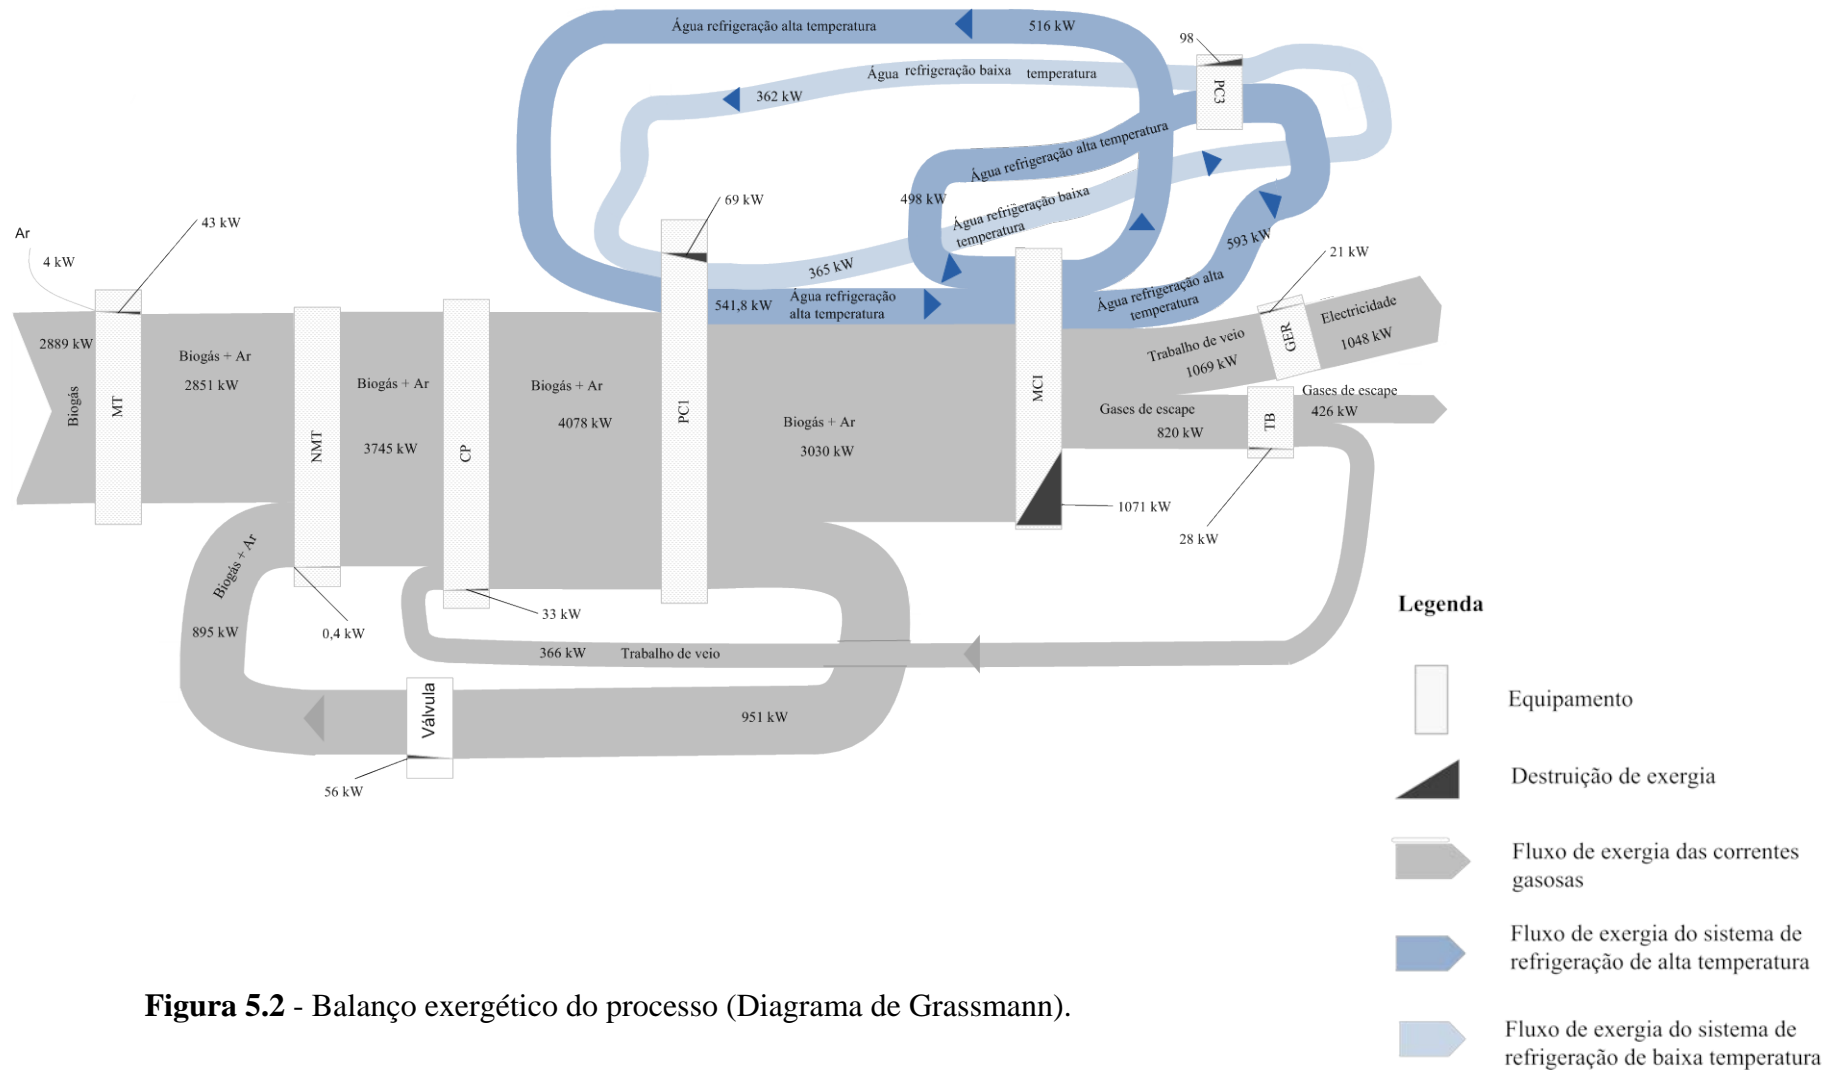 Água refrigeração alta temperatura
516 kW
98
Água refrigeração baixa temperatura
362 kW
PC3
Água refrigeração alta temperatura
498 kW
Água refrigeração baixa
temperatura
69 kW
43 kW
Ar
4 kW
593 kW
21 kW
365 kW
541,8 kW
Água refrigeração
alta temperatura
Água refrigeração alta
temperatura
Electricidade
1048 kW
GER
Trabalho de veio
1069 kW
2889 kW
Biogás
MT
Biogás + Ar
2851 kW
NMT
Biogás + Ar
3745 kW
CP
Biogás + Ar
4078 kW
PC1
Biogás + Ar
3030 kW
MCI
Gases de escape
820 kW
TB
Gases de escape
426 kW
1071 kW
28 kW
Biogás + Ar
895 kW
0,4 kW
33 kW
366 kW
Trabalho de veio
Válvula
951 kW
56 kW
Legenda
Equipamento
Destruição de exergia
Fluxo de exergia das correntes
gasosas
Fluxo de exergia do sistema de
refrigeração de alta temperatura
Fluxo de exergia do sistema de
refrigeração de baixa temperatura
Figura 5.2 - Balanço exergético do processo (Diagrama de Grassmann).